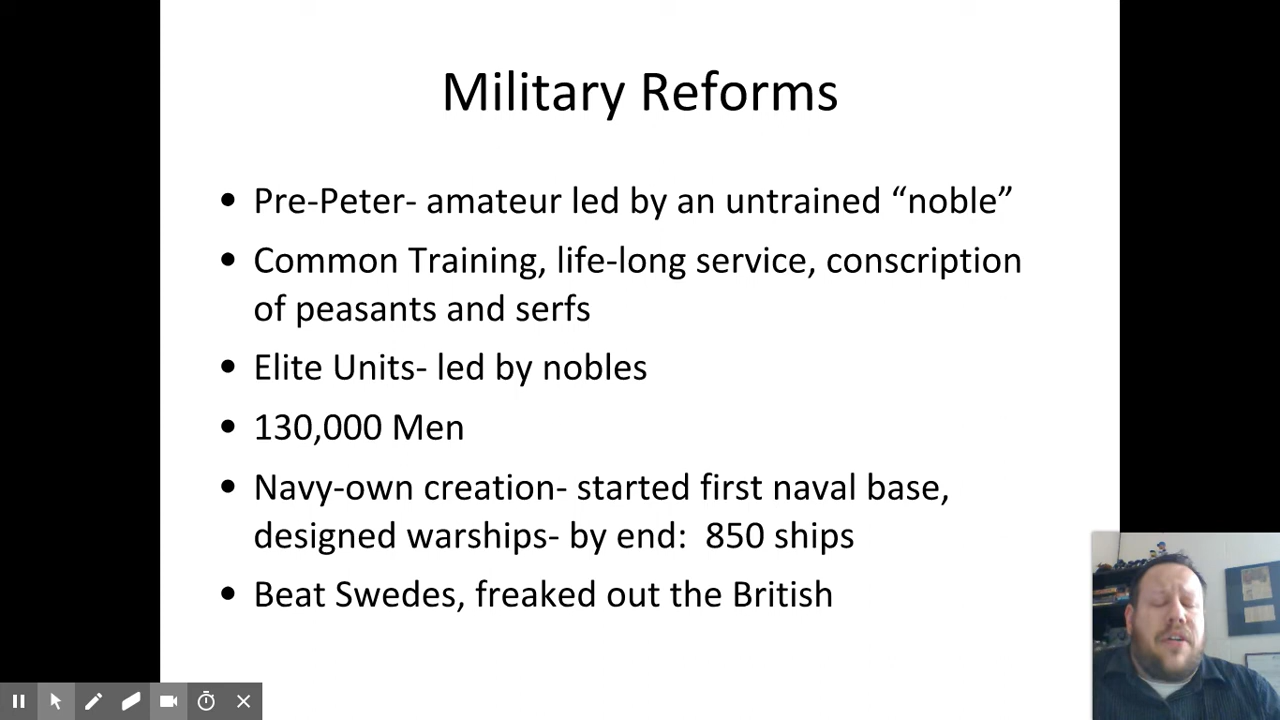 Military Reforms
• Pre-Peter- amateur led by an untrained “noble”
• Common Training, life-long service, conscription
of peasants and serfs
• Elite Units- led by nobles
• 130,000 Men
• Navy-own creation- started first naval base,
designed warships- by end:  850 ships
• Beat Swedes, freaked out the British